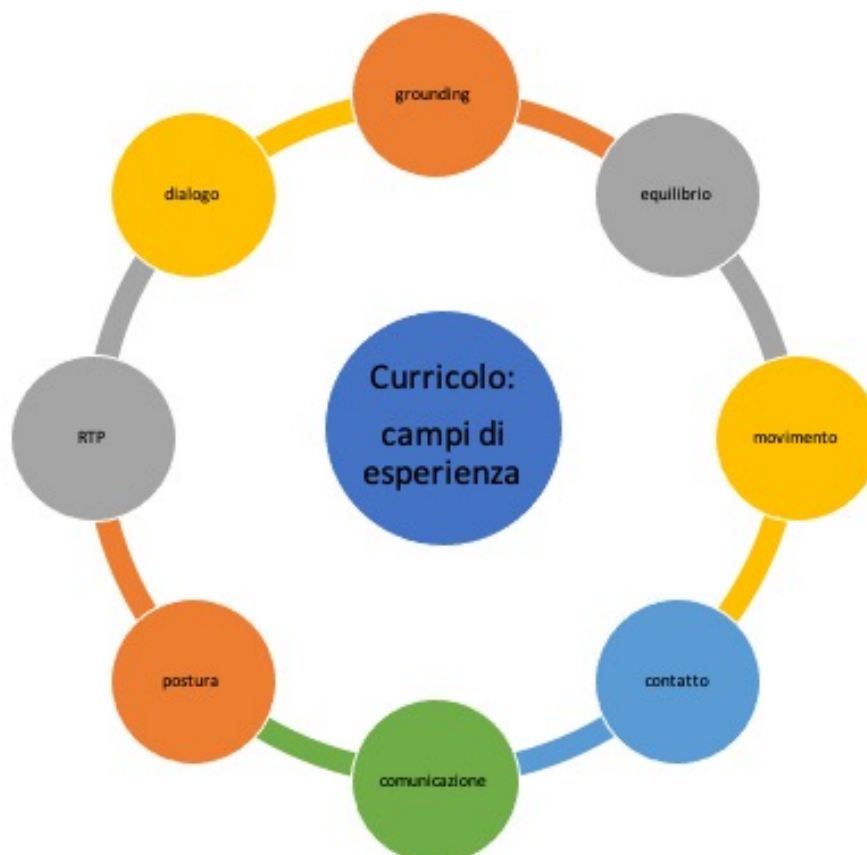 grounding
dialogo
equilibrio
Curricolo:
campi di
esperienza
RTP
movimento
postura
contatto
comunicazione